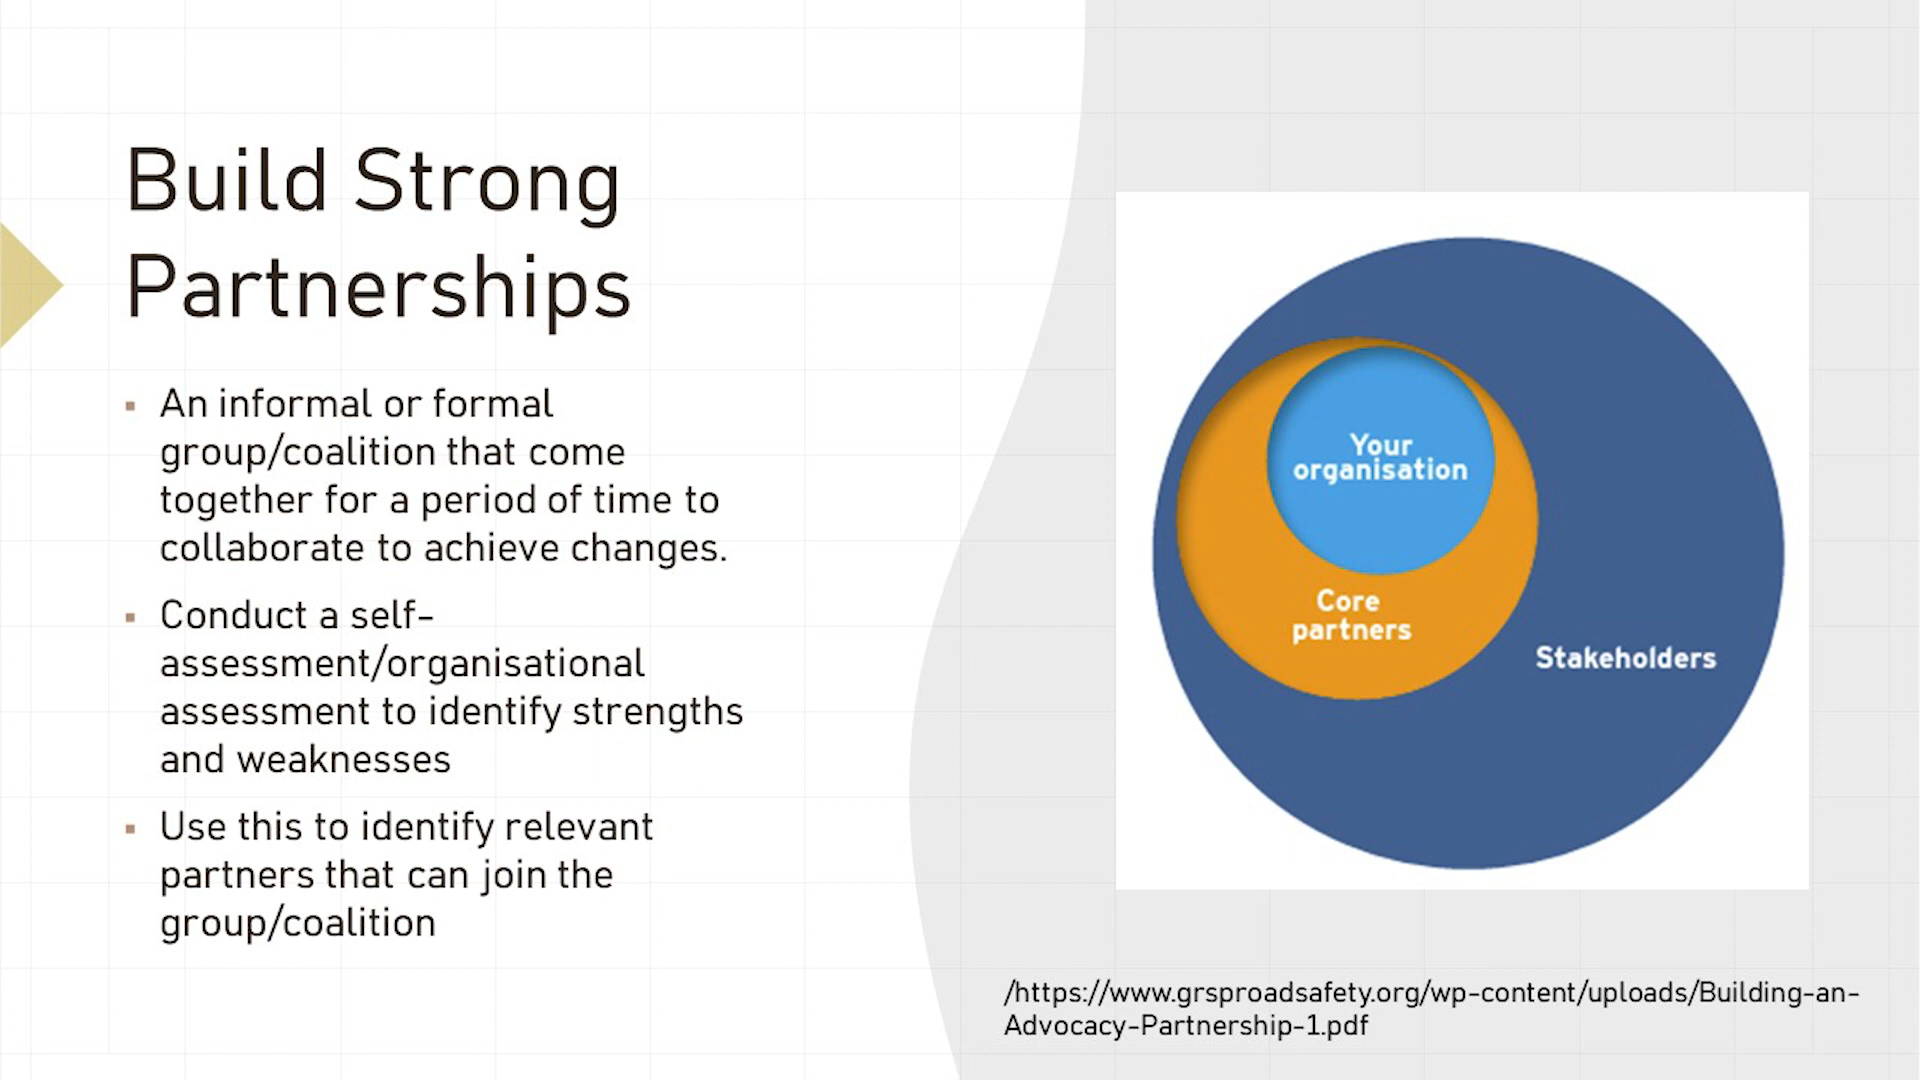 Build Strong
Partnerships
▪ An informal or formal
group/coalition that come
together for a period of time to
collaborate to achieve changes.
▪ Conduct a self-
assessment/organisational
assessment to identify strengths
and weaknesses
▪ Use this to identify relevant
partners that can join the
group/coalition
Your
organisation
Core
partners
Stakeholders
/https://www.grsproadsafety.org/wp-content/uploads/Building-an-
Advocacy-Partnership-1.pdf